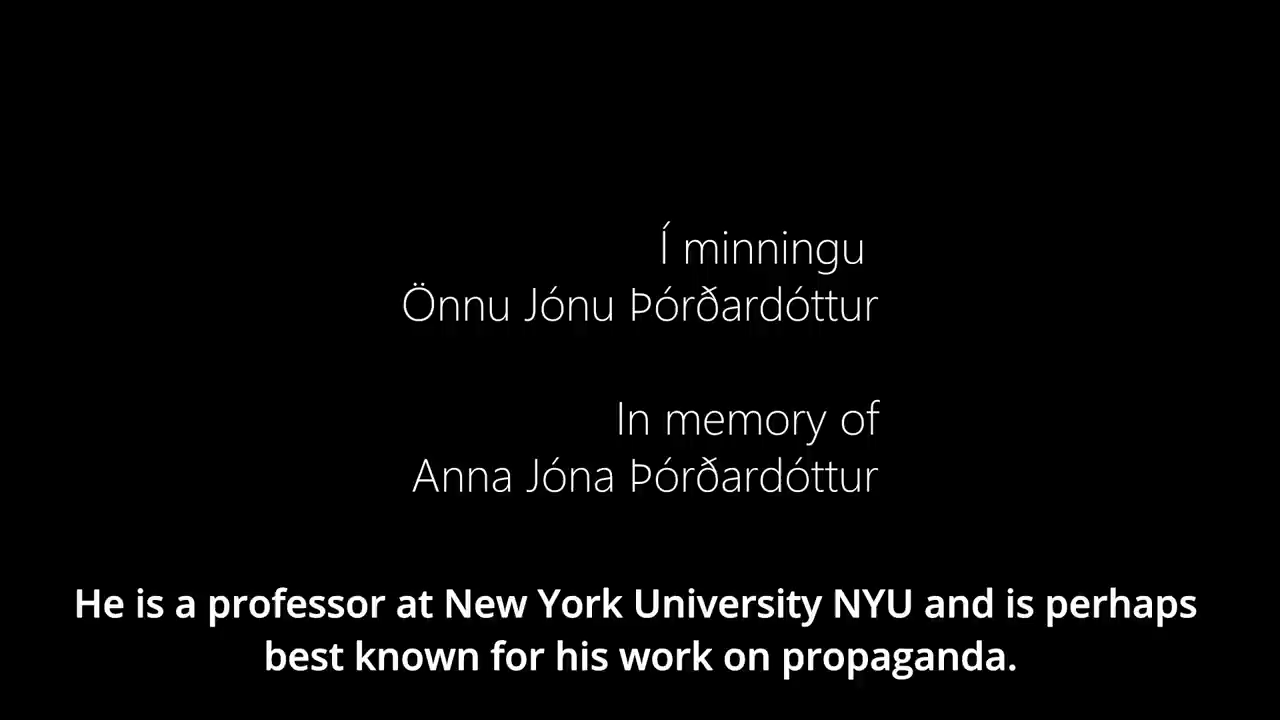 Í minningu
Önnu Jónu Þórðardóttur
In memory of
Anna Jóna Þórðardóttur
He is a professor at New York University NYU and is perhaps
best known for his work on propaganda.